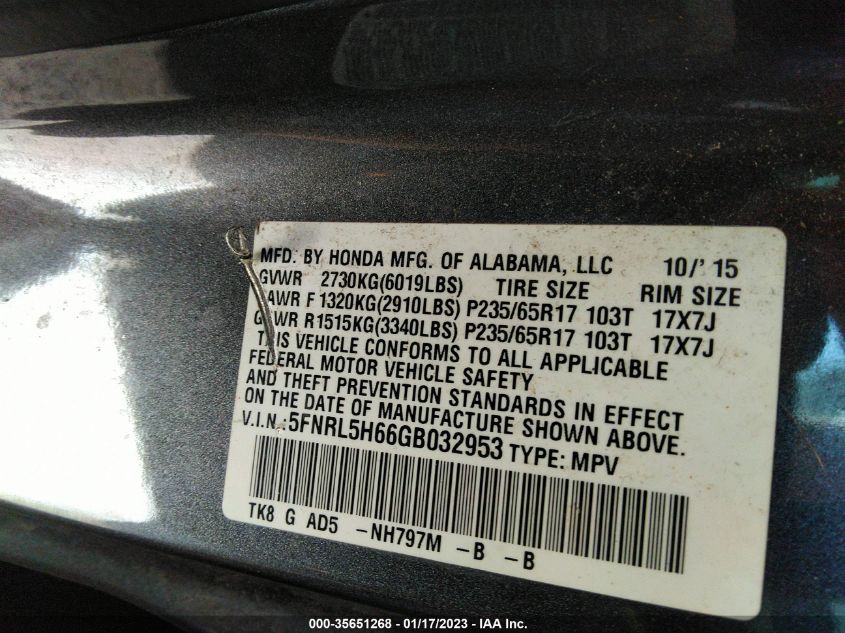 MFD. BY HONDA MFG. OF ALABAMA, LLC 10/'15
GVWR 2730KG(6019LBS) TIRE SIZE RIM SIZE
GAWR F 1320KG(2910LBS) P235/65R17 103T 17X7J
GAWR R1515KG(3340LBS) P235/65R17 103T 17X7J
THIS VEHICLE CONFORMS TO ALL APPLICABLE
FEDERAL MOTOR VEHICLE SAFETY
AND THEFT PREVENTION STANDARDS IN EFFECT
ON THE DATE OF MANUFACTURE SHOWN ABOVE.
V.I.N.:5FNRL5H66GB032953 TYPE: MPV
TK8 G AD5 -NH797M -B -B
000-35651268 - 01/17/2023 - IAA Inc.